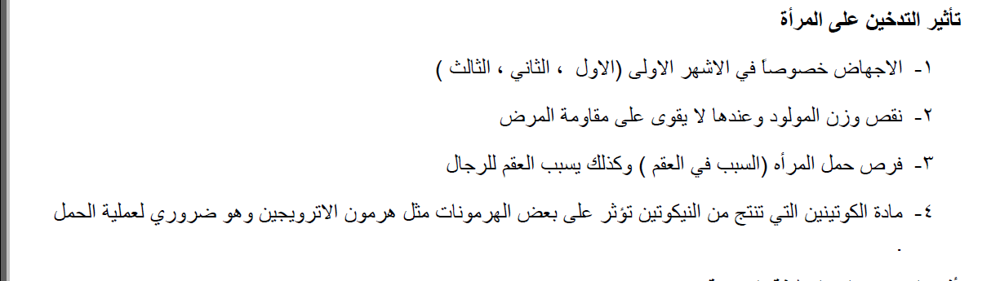 تأثير التدخين على المرأة
١- الاجهاض خصوصاً في الاشهر الاولى (الاول ، الثاني ، الثالث )
٢- نقص وزن المولود وعندها لا يقوى على مقاومة المرض
٣- فرص حمل المرأه (السبب في العقم ) وكذلك يسبب العقم للرجال
٤- مادة الكوتينين التي تنتج من النيكوتين تؤثر على بعض الهرمونات مثل هرمون الاترويجين وهو ضروري لعملية الحمل
.